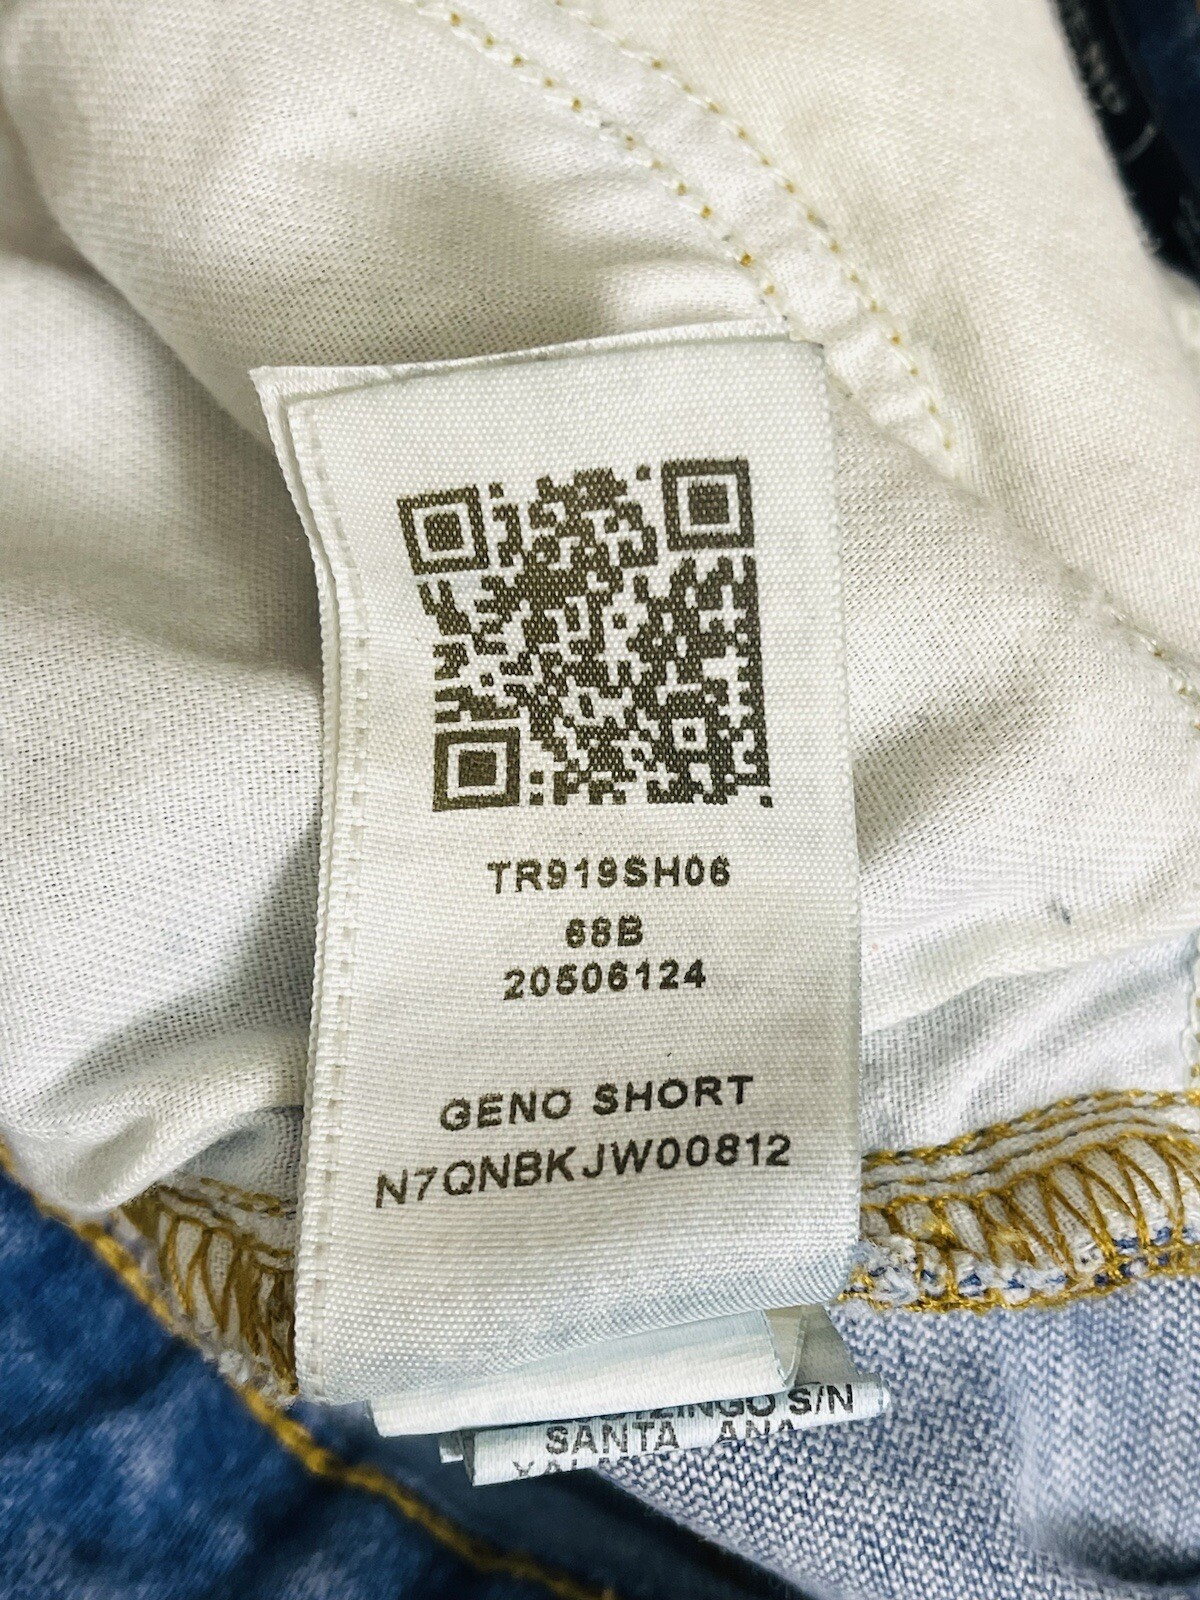 TR919SH06
68B
20506124
GENO SHORT
N7QNBKJW00812
S/N
SANTA ANA